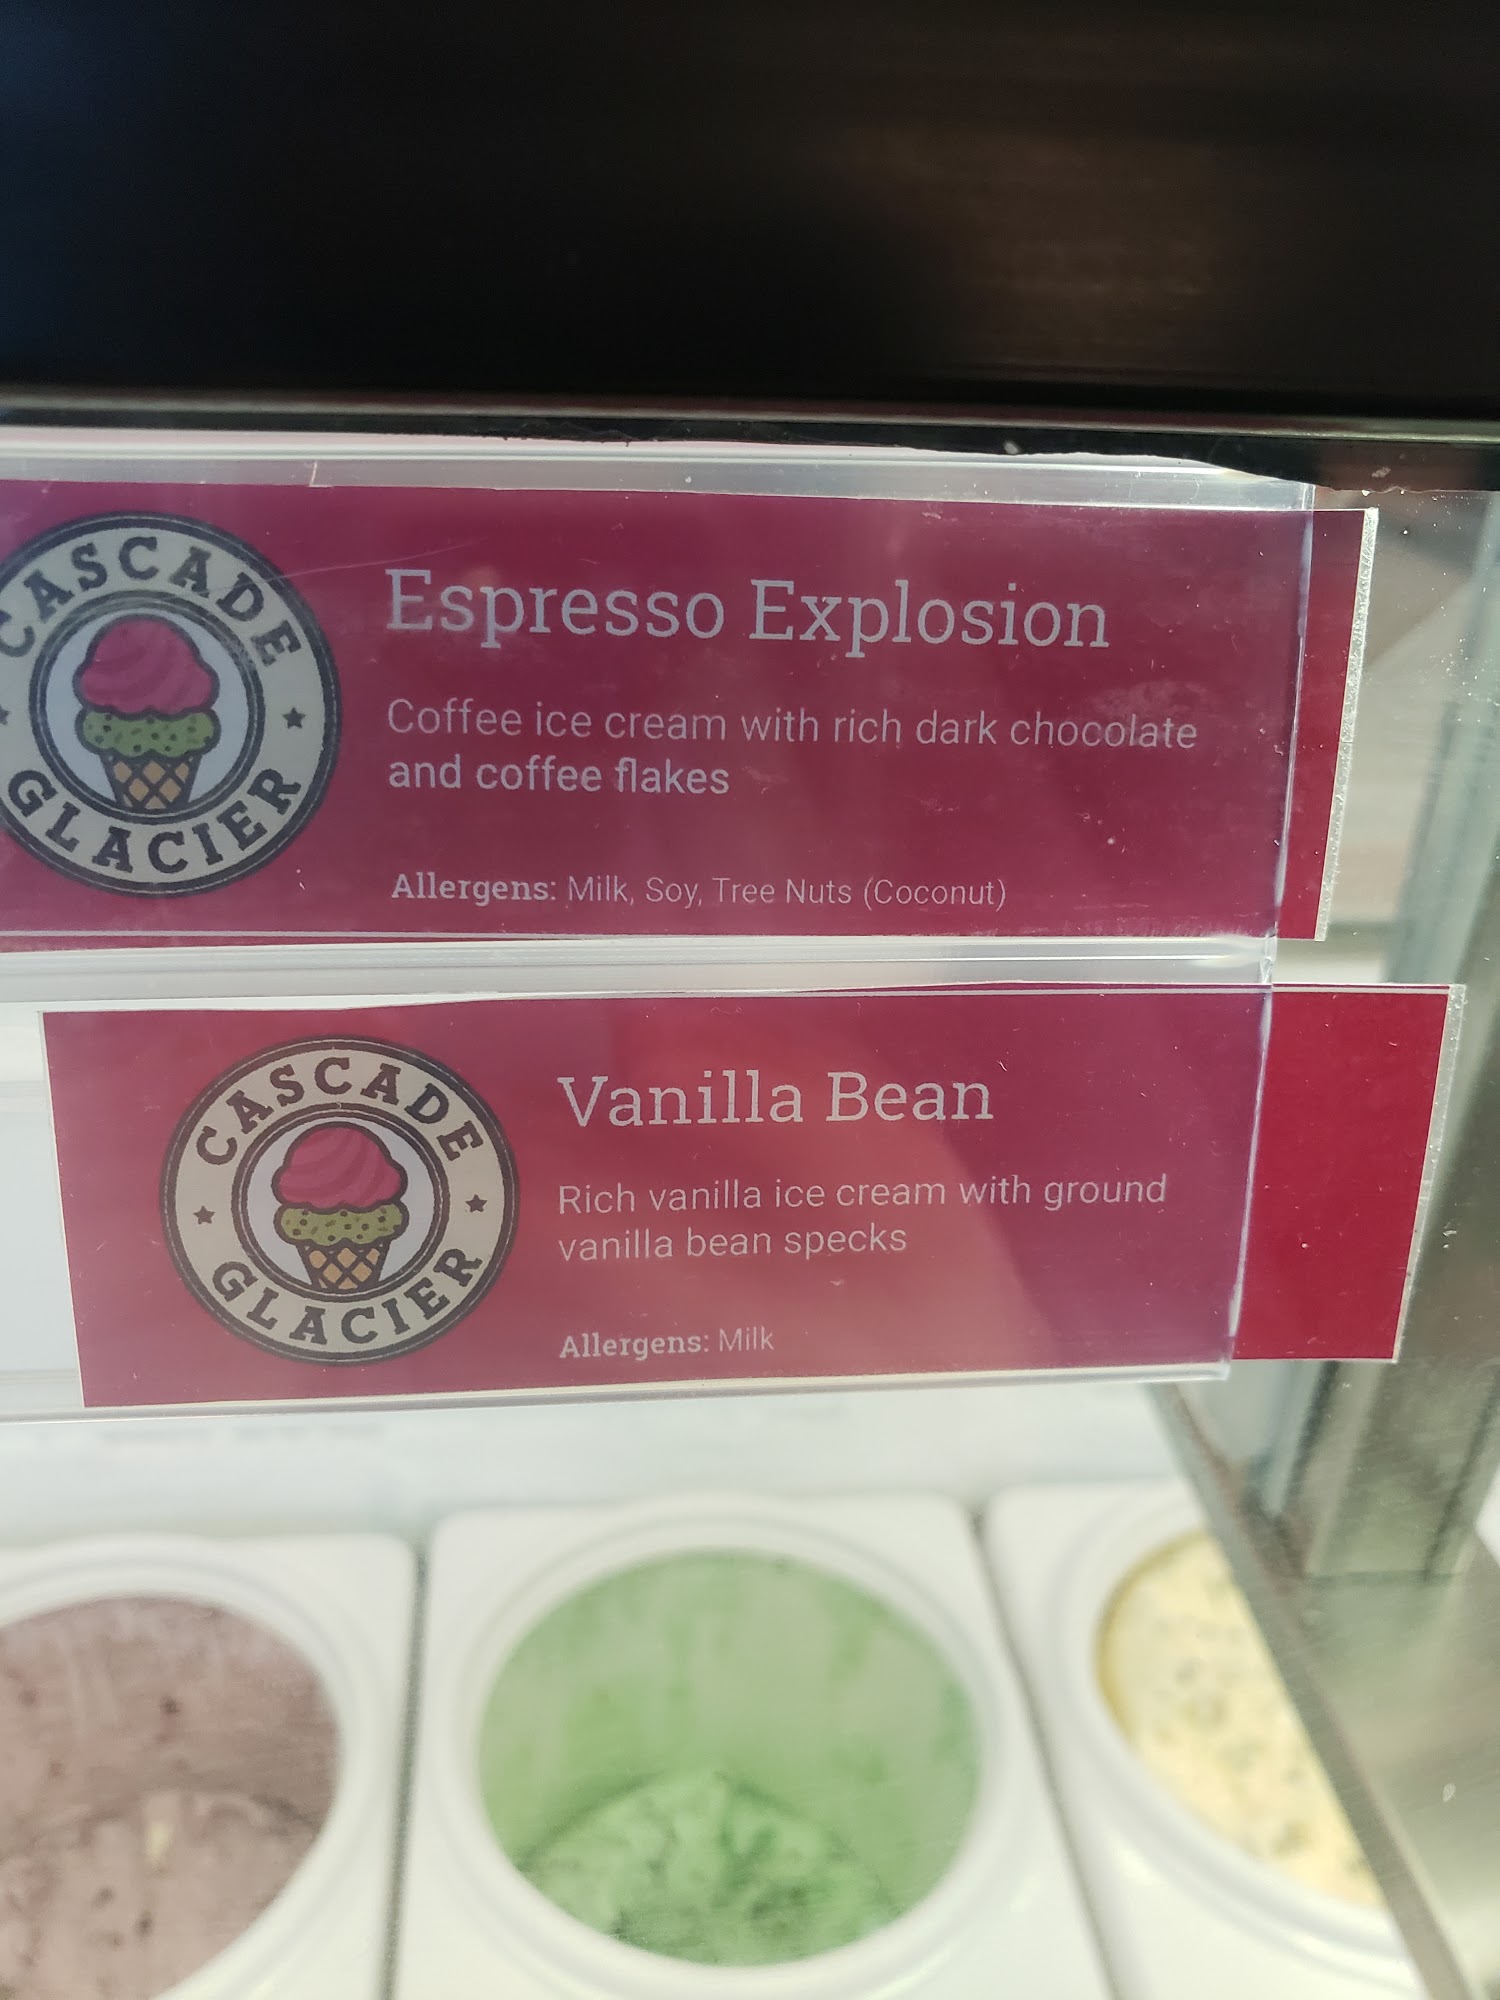 CASCADE
GLACIER
Espresso Explosion
Coffee ice cream with rich dark chocolate
and coffee flakes
Allergens: Milk, Soy, Tree Nuts (Coconut)
CASCADE
GLACIER
Vanilla Bean
Rich vanilla ice cream with ground
vanilla bean specks
Allergens: Milk